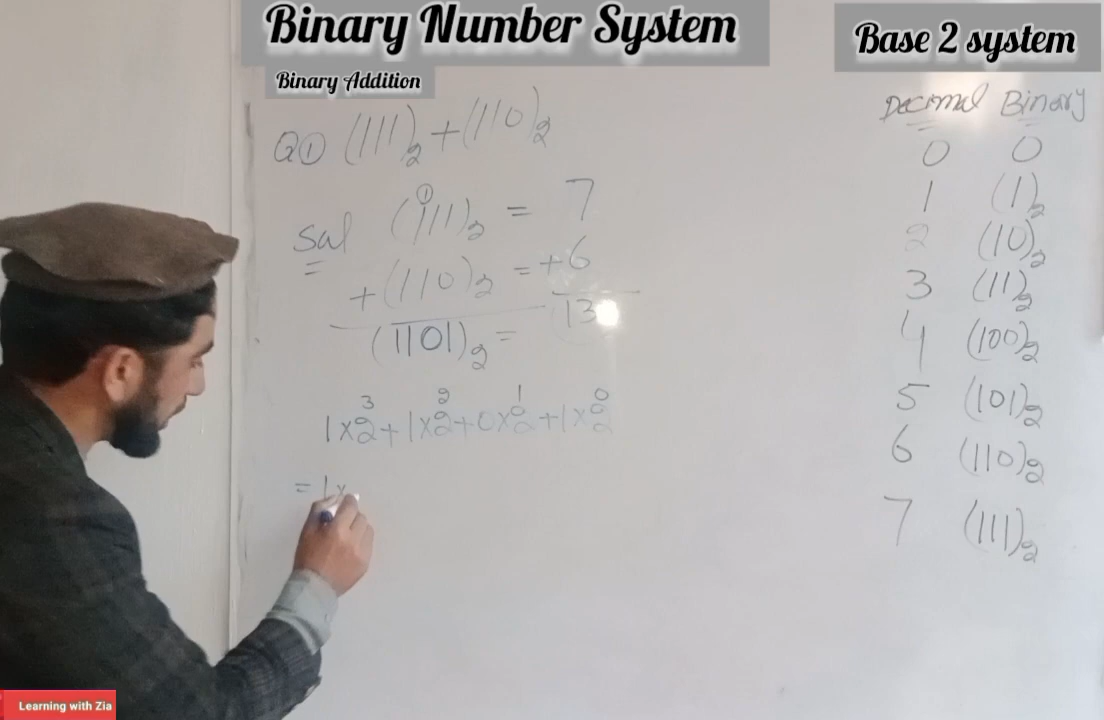 Binary Number System
Base 2 system
Binary Addition
Q① (111)₂ + (110)₂
Sol (1̇11)₂ = 7
① 
+ (110)₂ = +6
(1101)₂ = 13
1×2³+1×2²+0×2¹+1×2⁰
= 1×
Decimal Binary
0 0
1 (1)₂
2 (10)₂
3 (11)₂
4 (100)₂
5 (101)₂
6 (110)₂
7 (111)₂
Learning with Zia